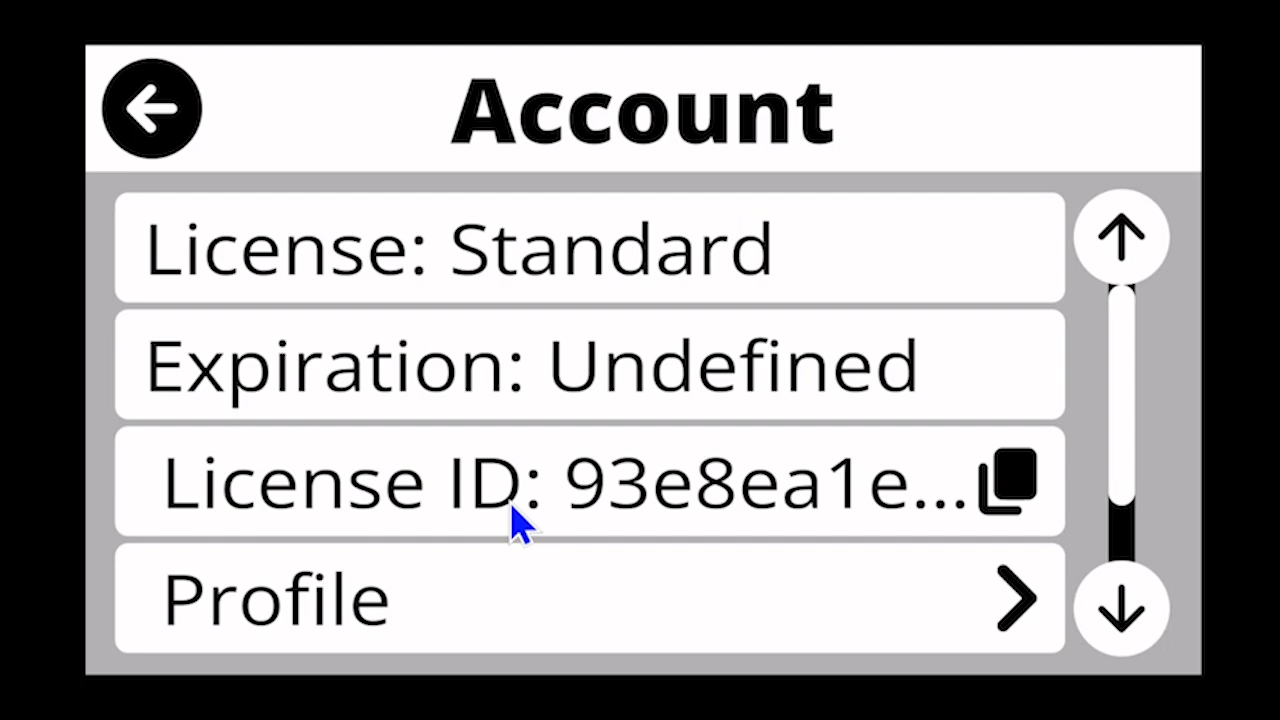 Account
License: Standard
Expiration: Undefined
License ID: 93e8ea1e...
Profile